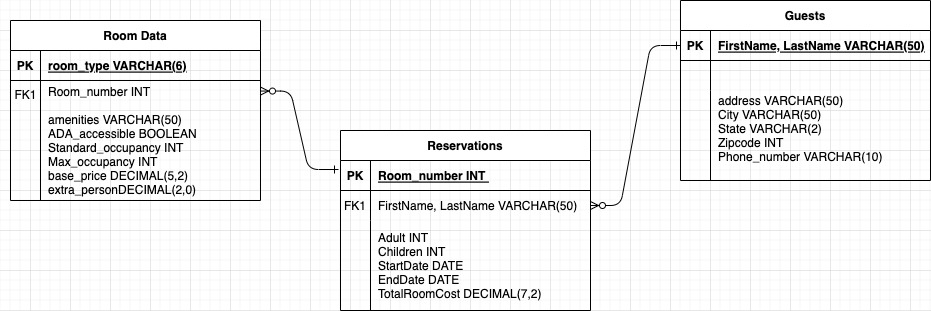 Room Data
PK room_type VARCHAR(6)
FK1 Room_number INT
amenities VARCHAR(50)
ADA_accessible BOOLEAN
Standard_occupancy INT
Max_occupancy INT
base_price DECIMAL(5,2)
extra_personDECIMAL(2,0)
Reservations
PK Room_number INT
FK1 FirstName, LastName VARCHAR(50)
Adult INT
Children INT
StartDate DATE
EndDate DATE
TotalRoomCost DECIMAL(7,2)
Guests
PK FirstName, LastName VARCHAR(50)
address VARCHAR(50)
City VARCHAR(50)
State VARCHAR(2)
Zipcode INT
Phone_number VARCHAR(10)